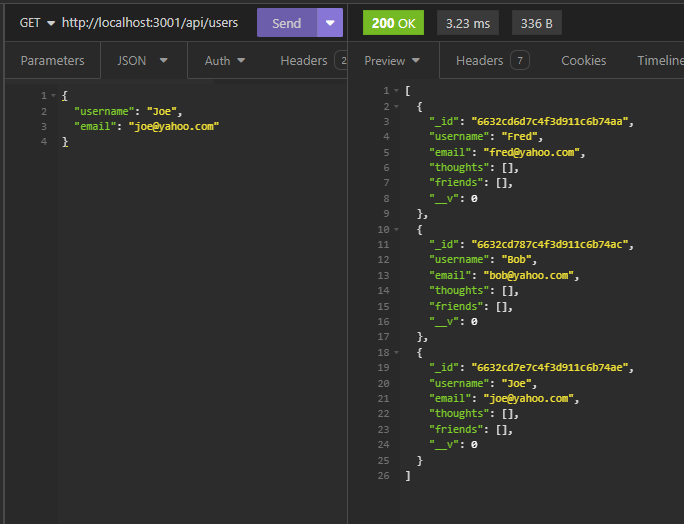 GET http://localhost:3001/api/users Send
Parameters JSON Auth Headers 2
1 {
2 "username": "Joe",
3 "email": "joe@yahoo.com"
4 }
200 OK 3.23 ms 336 B
Preview Headers 7 Cookies Timeline
1 [
2 {
3 "_id": "6632cd6d7c4f3d911c6b74aa",
4 "username": "Fred",
5 "email": "fred@yahoo.com",
6 "thoughts": [],
7 "friends": [],
8 "__v": 0
9 },
10 {
11 "_id": "6632cd787c4f3d911c6b74ac",
12 "username": "Bob",
13 "email": "bob@yahoo.com",
14 "thoughts": [],
15 "friends": [],
16 "__v": 0
17 },
18 {
19 "_id": "6632cd7e7c4f3d911c6b74ae",
20 "username": "Joe",
21 "email": "joe@yahoo.com",
22 "thoughts": [],
23 "friends": [],
24 "__v": 0
25 }
26 ]